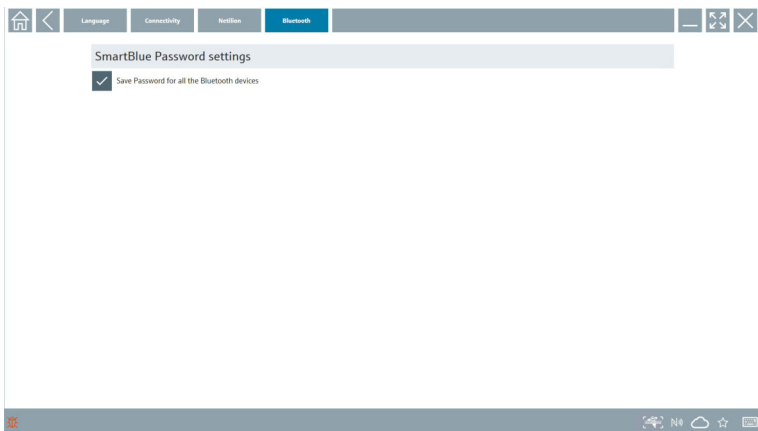 Language Connectivity Netilion Bluetooth
SmartBlue Password settings
Save Password for all the Bluetooth devices